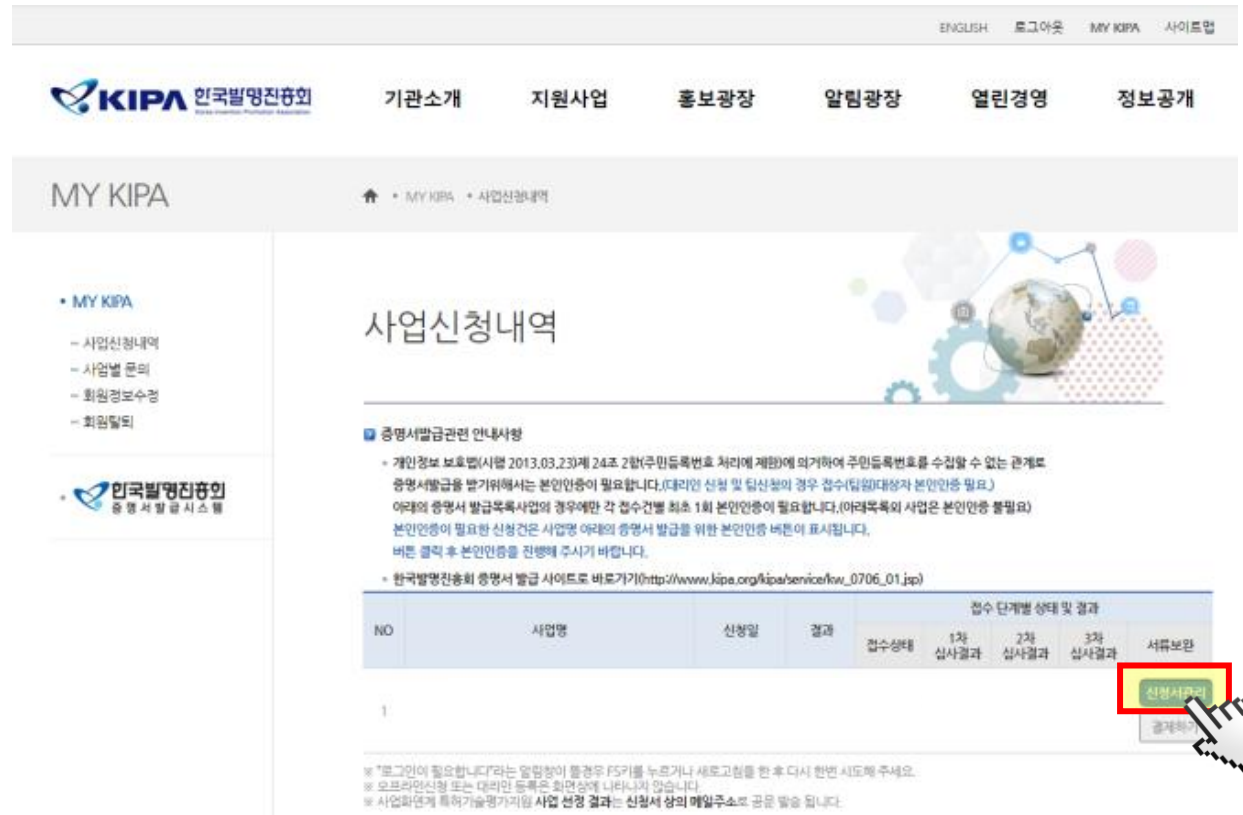 ENGLISH 로그아웃 MY KIPA 사이트맵
KIPA 한국발명진흥회
Korea Invention Promotion Association
기관소개 지원사업 홍보광장 알림광장 열린경영 정보공개
MY KIPA
• MY KIPA • 사업신청내역
• MY KIPA
- 사업신청내역
- 사업별 문의
- 회원정보수정
- 회원탈퇴
한국발명진흥회
증명서발급시스템
사업신청내역
증명서발급관련 안내사항
개인정보 보호법(시행 2013.03.23)제 24조 2항(주민등록번호 처리에 제한)에 의거하여 주민등록번호를 수집할 수 없는 관계로
증명서발급을 받기위해서는 본인인증이 필요합니다.(대리인 신청 및 팀신청의 경우 접수(팀원)대상자 본인인증 필요.)
아래의 증명서 발급목록사업의 경우에만 각 접수건별 최초 1회 본인인증이 필요합니다.(아래목록외 사업은 본인인증 불필요)
본인인증이 필요한 신청건은 사업명 아래의 증명서 발급을 위한 본인인증 버튼이 표시됩니다.
버튼 클릭 후 본인인증을 진행해 주시기 바랍니다.
한국발명진흥회 증명서 발급 사이트로 바로가기(http://www.kipa.org/kipa/service/kw_0706_01.jsp)
NO 사업명 신청일 결과 접수 단계별 상태 및 결과
접수상태 1차 심사결과 2차 심사결과 3차 심사결과 서류보완
1
신청서관리
결제하기
※ "로그인이 필요합니다"라는 알림창이 뜰경우 F5키를 누르거나 새로고침을 한 후 다시 한번 시도해 주세요.
※ 오프라인신청 또는 대리인 등록은 화면상에 나타나지 않습니다.
※ 사업화연계 특허기술평가지원 사업 선정 결과는 신청서 상의 메일주소로 공문 발송 됩니다.